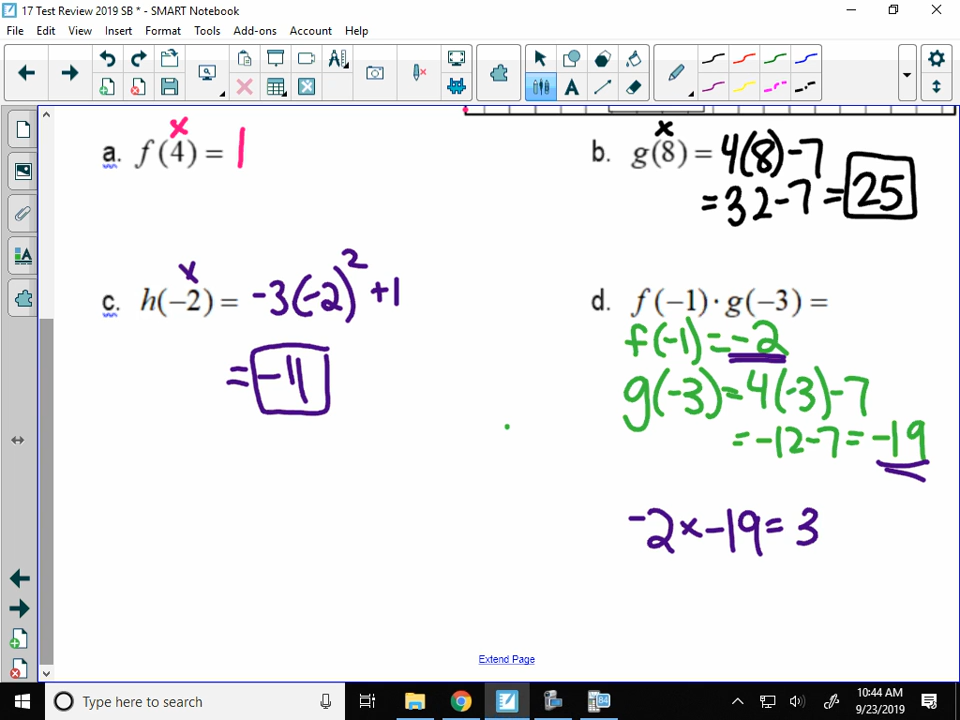 17 Test Review 2019 SB * - SMART Notebook
File Edit View Insert Format Tools Add-ons Account Help
x
a. f (4) = 1
x
b. g(8) = 4(8)-7
= 32-7 = 25
x
c. h(−2) = -3(-2)² +1
= -11
d. f(−1) · g(−3) =
f(-1) = -2
g(-3) = 4(-3)-7
= -12-7 = -19
-2 x -19 = 3
Extend Page
Type here to search
10:44 AM
9/23/2019